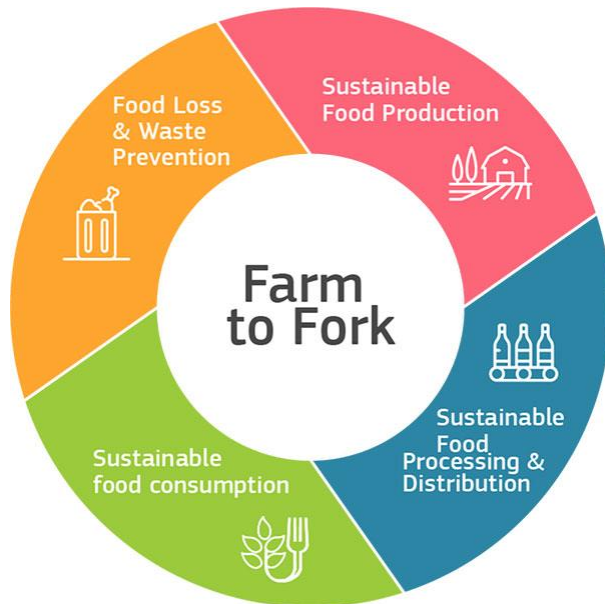 Farm
to Fork
Sustainable
Food Production
Sustainable
Food
Processing &
Distribution
Sustainable
food consumption
Food Loss
& Waste
Prevention